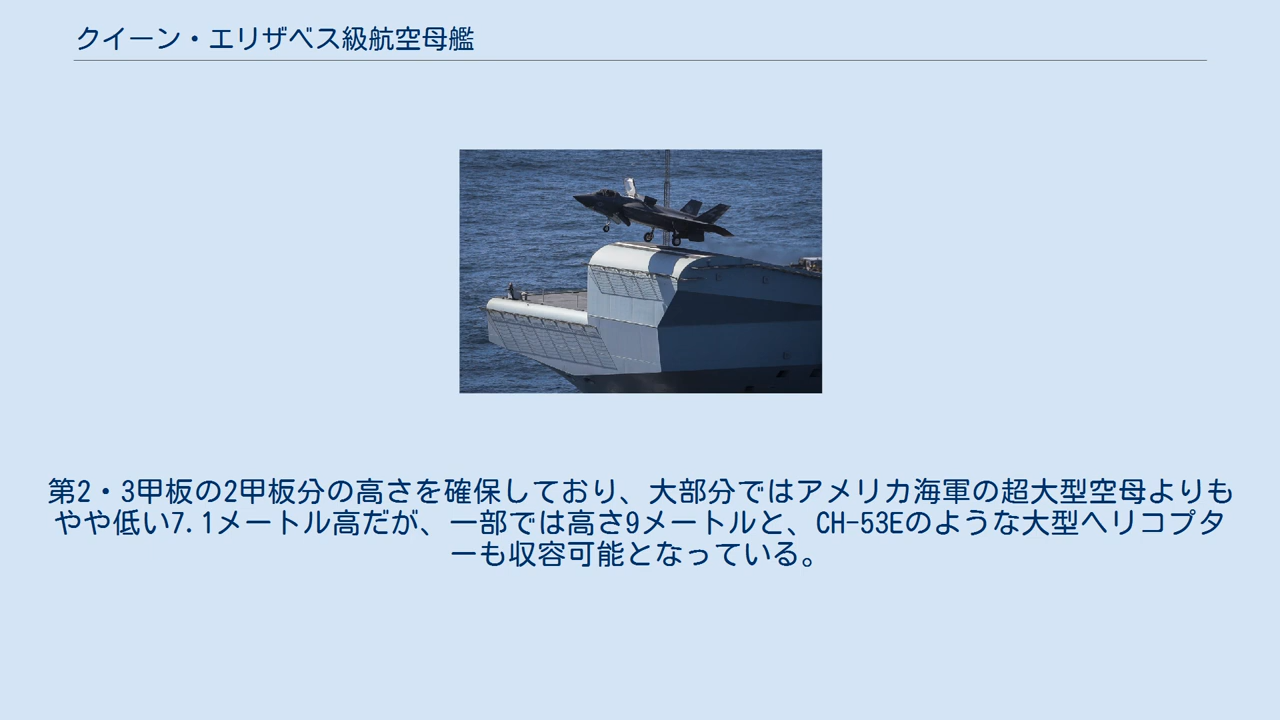 クイーン・エリザベス級航空母艦
第2・3甲板の2甲板分の高さを確保しており、大部分ではアメリカ海軍の超大型空母よりも
やや低い7.1メートル高だが、一部では高さ9メートルと、CH-53Eのような大型ヘリコプタ
ーも収容可能となっている。